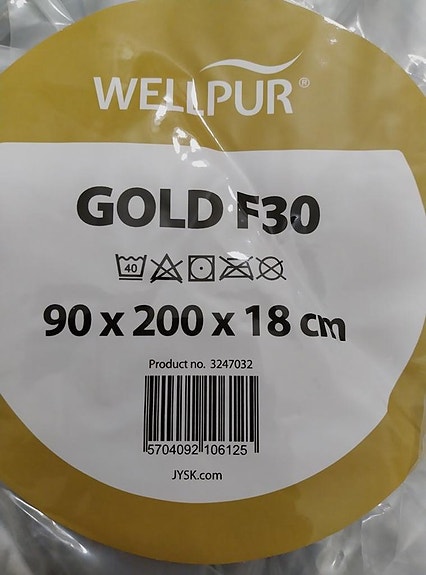 WELLPUR®
GOLD F30
40
90 x 200 x 18 cm
Product no. 3247032
5704092 106125
JYSK.com